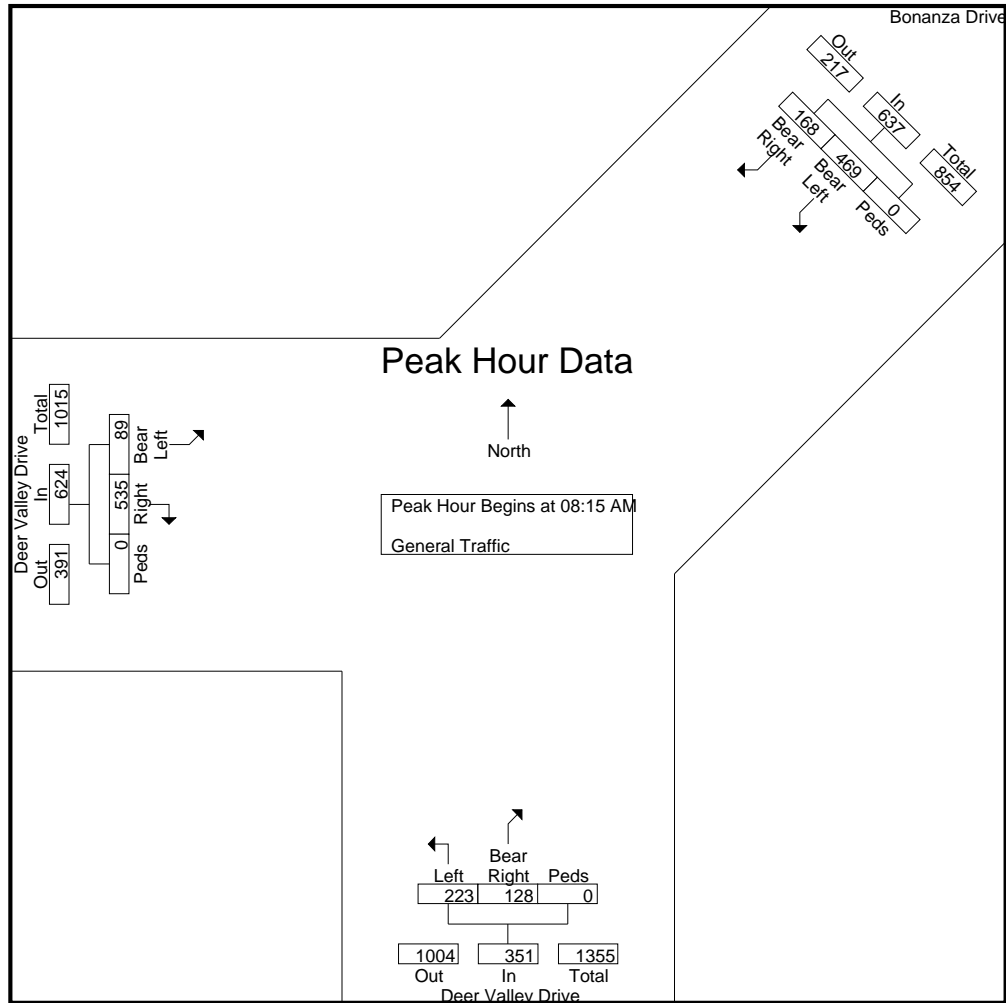 Bonanza Drive
Out
217
In
637
Total
854
168
469
0
Bear
Right
Bear
Left
Peds
Peak Hour Data
North
Peak Hour Begins at 08:15 AM
General Traffic
Deer Valley Drive
Total
1015
In
624
Out
391
89
535
0
Bear
Left
Right
Peds
Bear
Left
Right
Peds
223
128
0
1004
351
1355
Out
In
Total
Deer Valley Drive